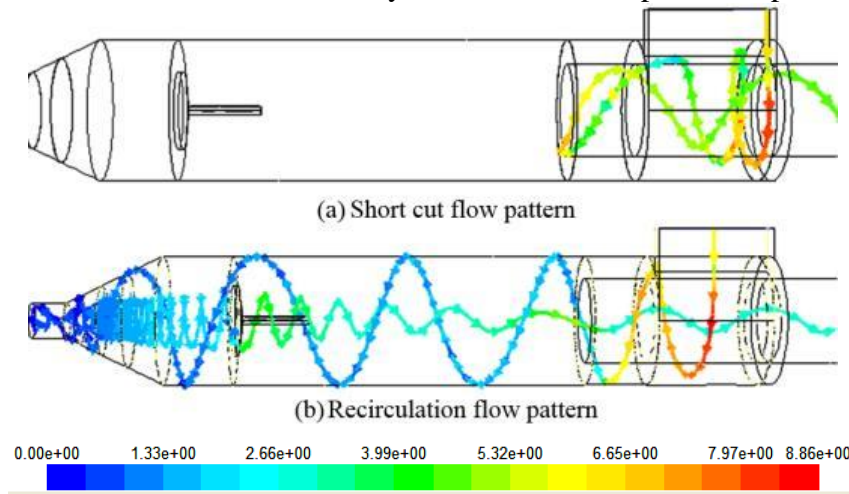 (a) Short cut flow pattern
(b) Recirculation flow pattern
0.00e+00 1.33e+00 2.66e+00 3.99e+00 5.32e+00 6.65e+00 7.97e+00 8.86e+00